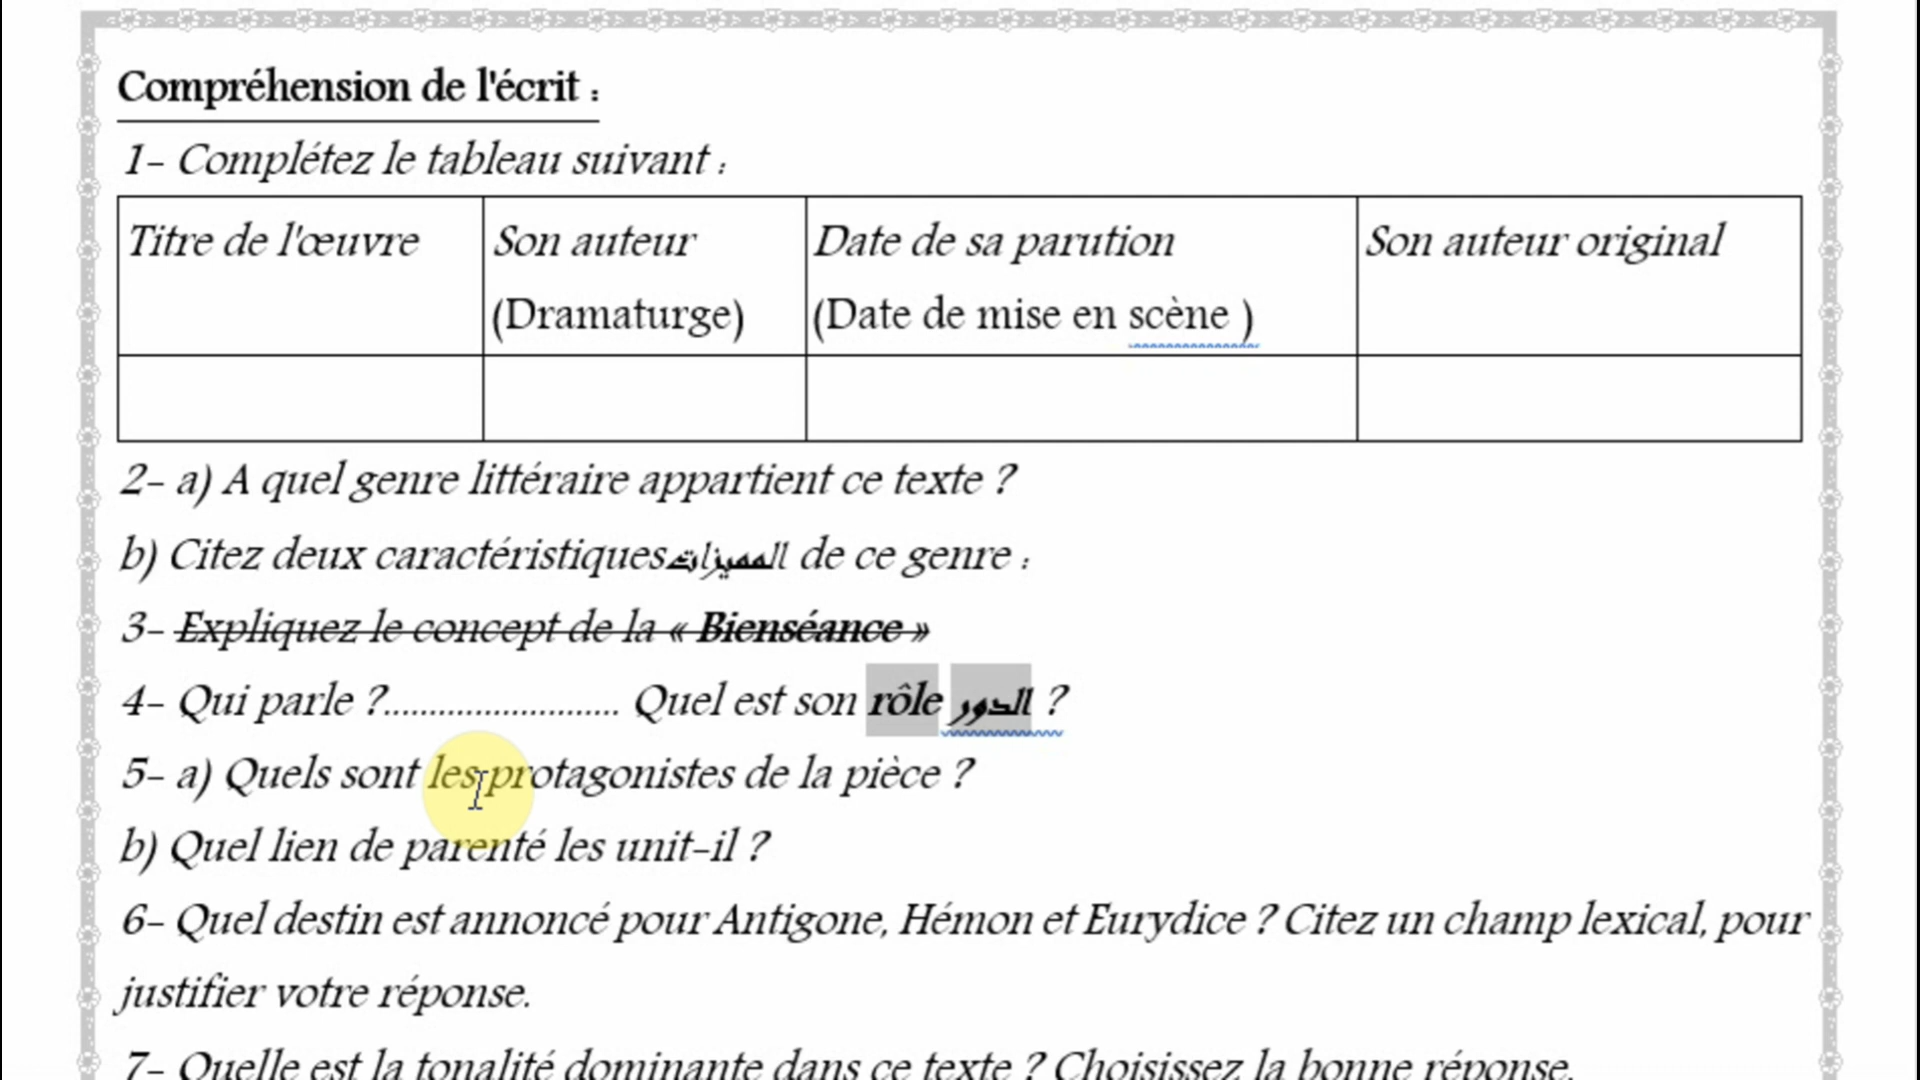 Compréhension de l'écrit :
1- Complétez le tableau suivant :
Titre de l'œuvre
Son auteur
(Dramaturge)
Date de sa parution
(Date de mise en scène )
Son auteur original
2- a) A quel genre littéraire appartient ce texte ?
b) Citez deux caractéristiquesالمميزات de ce genre :
3- Expliquez le concept de la « Bienséance »
4- Qui parle ?.......................... Quel est son rôle الدور ?
5- a) Quels sont les protagonistes de la pièce ?
b) Quel lien de parenté les unit-il ?
6- Quel destin est annoncé pour Antigone, Hémon et Eurydice ? Citez un champ lexical, pour
justifier votre réponse.
7- Quelle est la tonalité dominante dans ce texte ? Choisissez la bonne réponse.